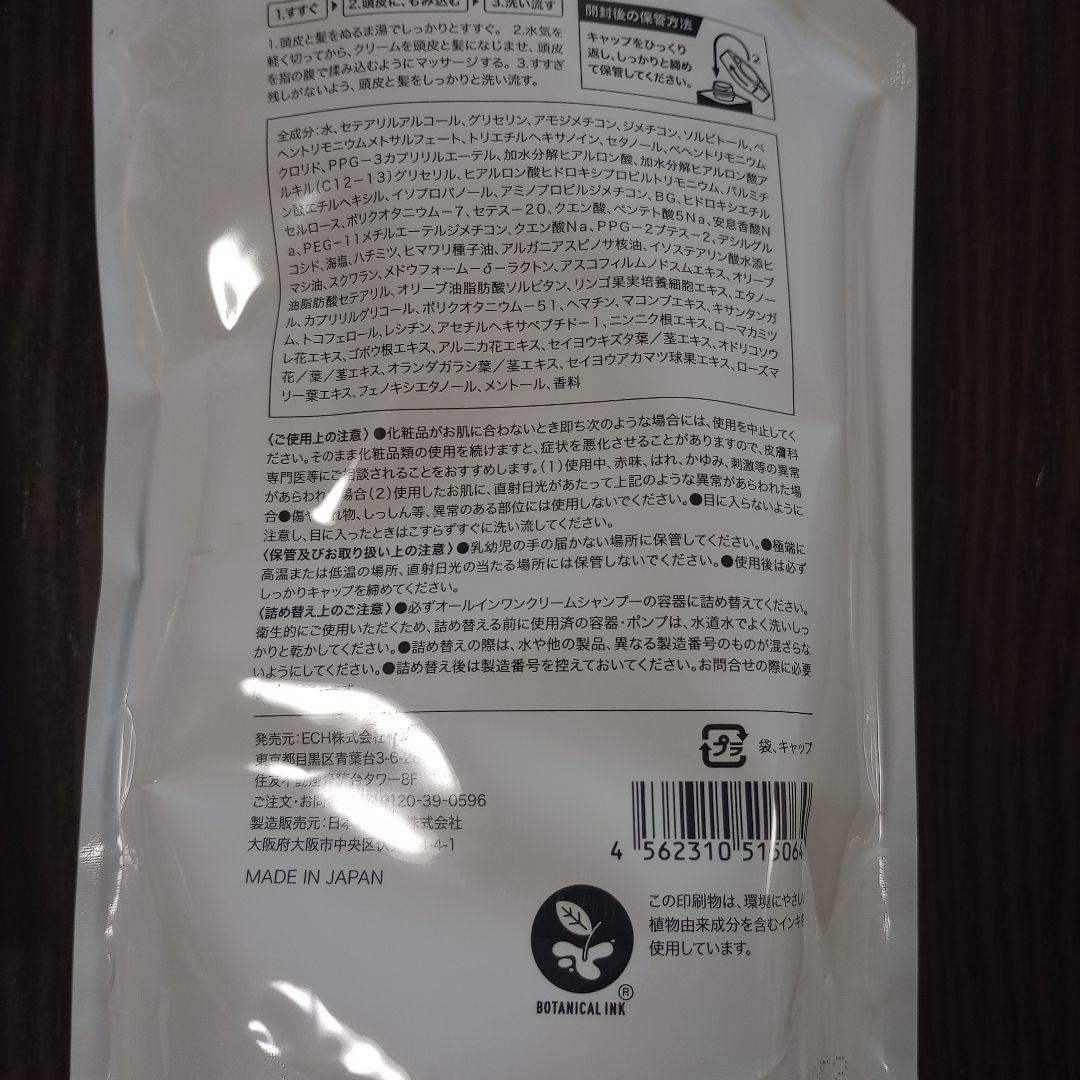 1.すすぐ 2.頭皮に、もみ込む 3.洗い流す
1.頭皮と髪をぬるま湯でしっかりとすすぐ。 2.水気を
軽く切ってから、クリームを頭皮と髪になじませ、頭皮
を指の腹で揉み込むようにマッサージする。3.すすぎ
残しがないよう、頭皮と髪をしっかりと洗い流す。
開封後の保管方法
キャップをひっくり
返し、しっかりと締め
て保管してください。
2
全成分:水、セテアリルアルコール、グリセリン、アモジメチコン、ジメチコン、ソルビトール、ベ
ヘントリモニウムメトサルフェート、トリエチルヘキサノイン、セタノール、ベヘントリモニウム
クロリド、PPG-3カプリリルエーテル、加水分解ヒアルロン酸、加水分解ヒアルロン酸ア
ルキル(C12-13)グリセリル、ヒアルロン酸ヒドロキシプロピルトリモニウム、パルミチ
ン酸エチルヘキシル、イソプロパノール、アミノプロピルジメチコン、BG、ヒドロキシエチル
セルロース、ポリクオタニウム-7、セテス-20、クエン酸、ペンテト酸5Na、安息香酸N
a、PEG-11メチルエーテルジメチコン、クエン酸Na、PPG-2ブテス-2、デシルグル
コシド、海塩、ハチミツ、ヒマワリ種子油、アルガニアスピノサ核油、イソステアリン酸水添ヒ
マシ油、スクワラン、メドウフォーム-δ-ラクトン、アスコフィルムノドスムエキス、オリーブ
油脂肪酸セテアリル、オリーブ油脂肪酸ソルビタン、リンゴ果実培養細胞エキス、エタノー
ル、カプリリルグリコール、ポリクオタニウム-51、ヘマチン、マコンブエキス、キサンタンガ
ム、トコフェロール、レシチン、アセチルヘキサペプチド-1、ニンニク根エキス、ローマカミツ
レ花エキス、ゴボウ根エキス、アルニカ花エキス、セイヨウキズタ葉/茎エキス、オドリコソウ
花/葉/茎エキス、オランダガラシ葉/茎エキス、セイヨウアカマツ球果エキス、ローズマ
リー葉エキス、フェノキシエタノール、メントール、香料
〈ご使用上の注意〉●化粧品がお肌に合わないとき即ち次のような場合には、使用を中止してく
ださい。そのまま化粧品類の使用を続けますと、症状を悪化させることがありますので、皮膚科
専門医等にご相談されることをおすすめします。(1)使用中、赤味、はれ、かゆみ、刺激等の異常
があらわれ 場合(2)使用したお肌に、直射日光があたって上記のような異常があらわれた場
合●傷や れ物、しっしん等、異常のある部位には使用しないでください。●目に入らないように
注意し、目に入ったときはこすらずすぐに洗い流してください。
〈保管及びお取り扱い上の注意〉●乳幼児の手の届かない場所に保管してください。●極端に
高温または低温の場所、直射日光の当たる場所には保管しないでください。●使用後は必ず
しっかりキャップを締めてください。
〈詰め替え上のご注意〉●必ずオールインワンクリームシャンプーの容器に詰め替えてください。
衛生的にご使用いただくため、詰め替える前に使用済の容器・ポンプは、水道水でよく洗いしっ
かりと乾かしてください。●詰め替えの際は、水や他の製品、異なる製造番号のものが混ざらな
いようにしてください。●詰め替え後は製造番号を控えておいてください。お問合せの際に必要
発売元:ECH株式会社
東京都目黒区青葉台3-6-2
住友不動産青葉台タワー8F
ご注文・お問 0120-39-0596
製造販売元:日本 株式会社
大阪府大阪市中央区伏 4-4-1
MADE IN JAPAN
プラ 袋、キャップ
4 562310 515064
この印刷物は、環境にやさしい
植物由来成分を含むインキを
使用しています。
BOTANICAL INK ®